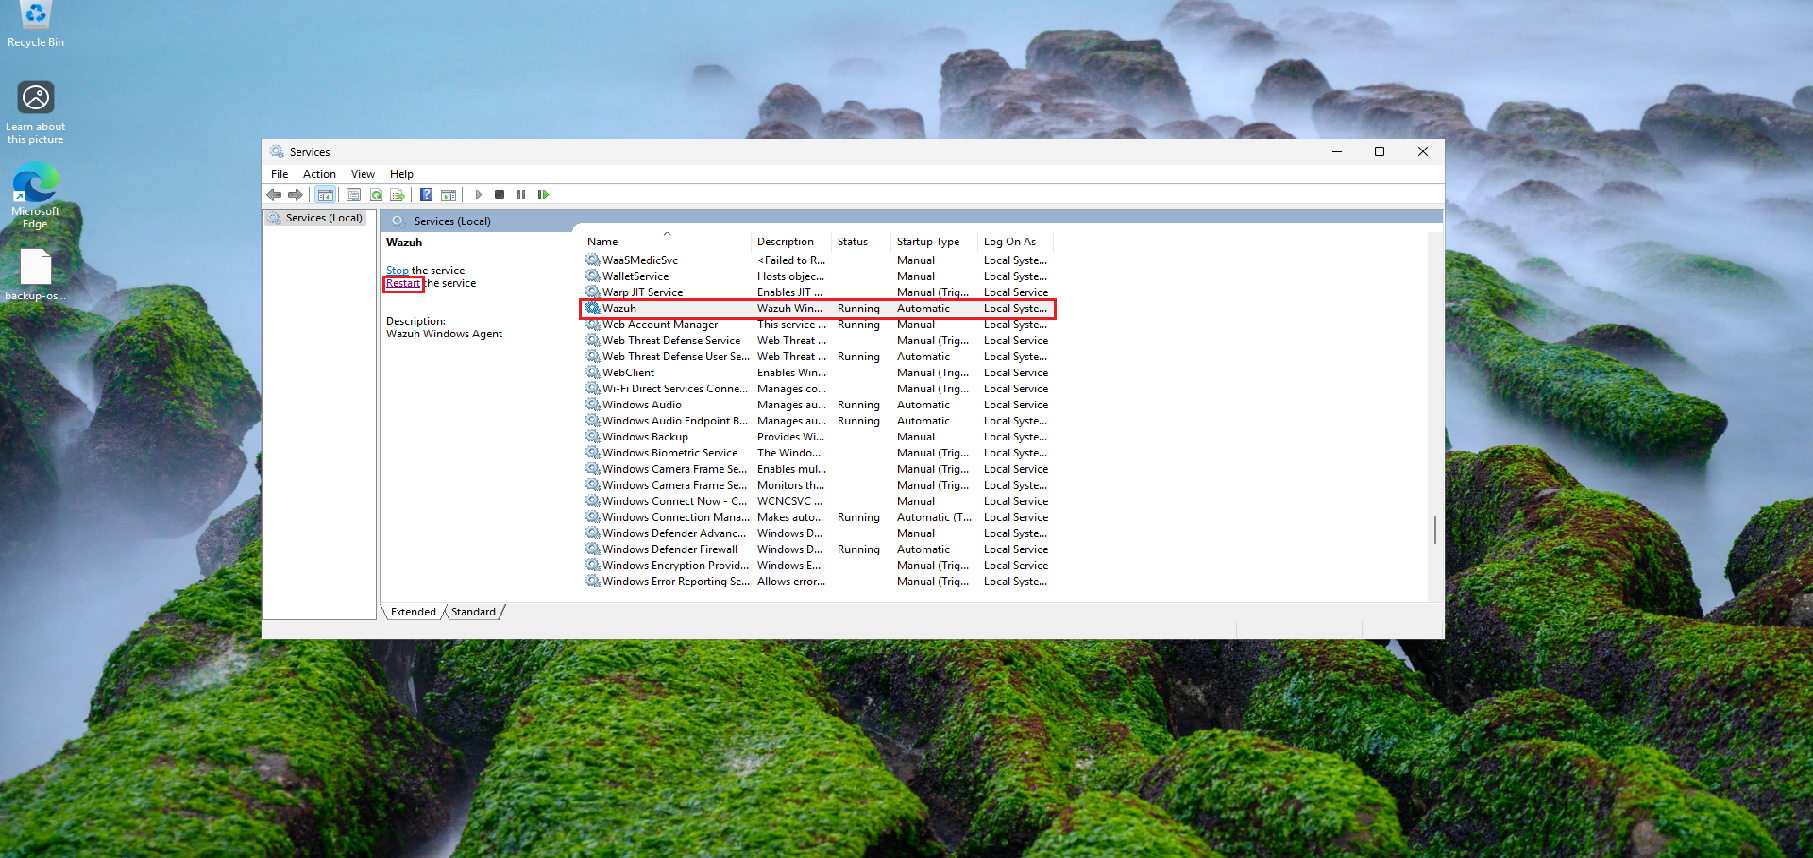 Recycle Bin
Learn about
this picture
Microsoft
Edge
backup-os...
Services
File Action View Help
Services (Local)
Services (Local)
Wazuh
Stop the service
Restart the service
Description:
Wazuh Windows Agent
Name Description Status Startup Type Log On As
WaaSMedicSvc <Failed to R... Manual Local Syste...
WalletService Hosts objec... Manual Local Syste...
Warp JIT Service Enables JIT ... Manual (Trig... Local Service
Wazuh Wazuh Win... Running Automatic Local Syste...
Web Account Manager This service ... Running Manual Local Syste...
Web Threat Defense Service Web Threat ... Manual (Trig... Local Service
Web Threat Defense User Se... Web Threat ... Running Automatic Local Syste...
WebClient Enables Win... Manual (Trig... Local Service
Wi-Fi Direct Services Conne... Manages co... Manual (Trig... Local Service
Windows Audio Manages au... Running Automatic Local Service
Windows Audio Endpoint B... Manages au... Running Automatic Local Syste...
Windows Backup Provides Wi... Manual Local Syste...
Windows Biometric Service The Windo... Manual (Trig... Local Syste...
Windows Camera Frame Se... Enables mul... Manual (Trig... Local Service
Windows Camera Frame Se... Monitors th... Manual (Trig... Local Syste...
Windows Connect Now - C... WCNCSVC ... Manual Local Service
Windows Connection Mana... Makes auto... Running Automatic (T... Local Service
Windows Defender Advanc... Windows D... Manual Local Syste...
Windows Defender Firewall Windows D... Running Automatic Local Service
Windows Encryption Provid... Windows E... Manual (Trig... Local Service
Windows Error Reporting Se... Allows error... Manual (Trig... Local Syste...
Extended Standard